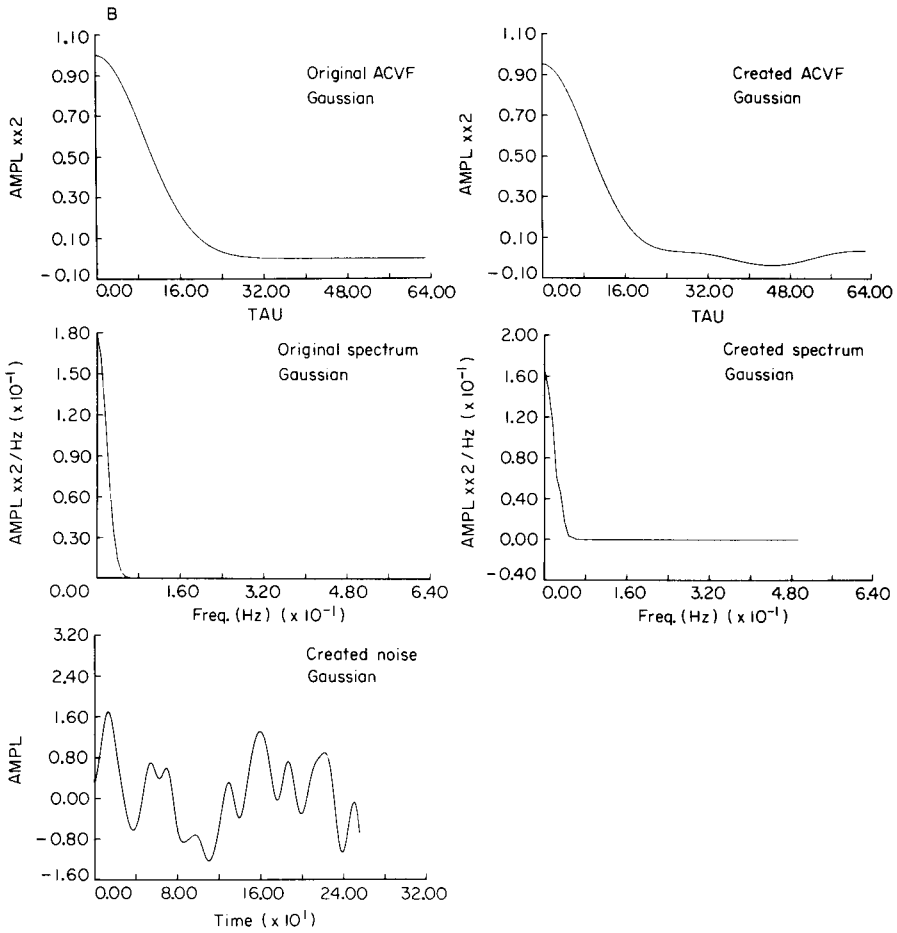 B
1.10
0.90
0.70
0.50
0.30
0.10
-0.10
AMPL xx2
Original ACVF
Gaussian
0.00 16.00 32.00 48.00 64.00
TAU
1.10
0.90
0.70
0.50
0.30
0.10
-0.10
AMPL xx2
Created ACVF
Gaussian
0.00 16.00 32.00 48.00 64.00
TAU
1.80
1.50
1.20
0.90
0.60
0.30
0.00
AMPL xx2/Hz (x10⁻¹)
Original spectrum
Gaussian
1.60 3.20 4.80 6.40
Freq. (Hz) (x10⁻¹)
2.00
1.60
1.20
0.80
0.40
0.00
-0.40
AMPL xx2/Hz (x10⁻¹)
Created spectrum
Gaussian
0.00 1.60 3.20 4.80 6.40
Freq. (Hz) (x10⁻¹)
3.20
2.40
1.60
0.80
0.00
-0.80
-1.60
AMPL
Created noise
Gaussian
0.00 8.00 16.00 24.00 32.00
Time (x10¹)